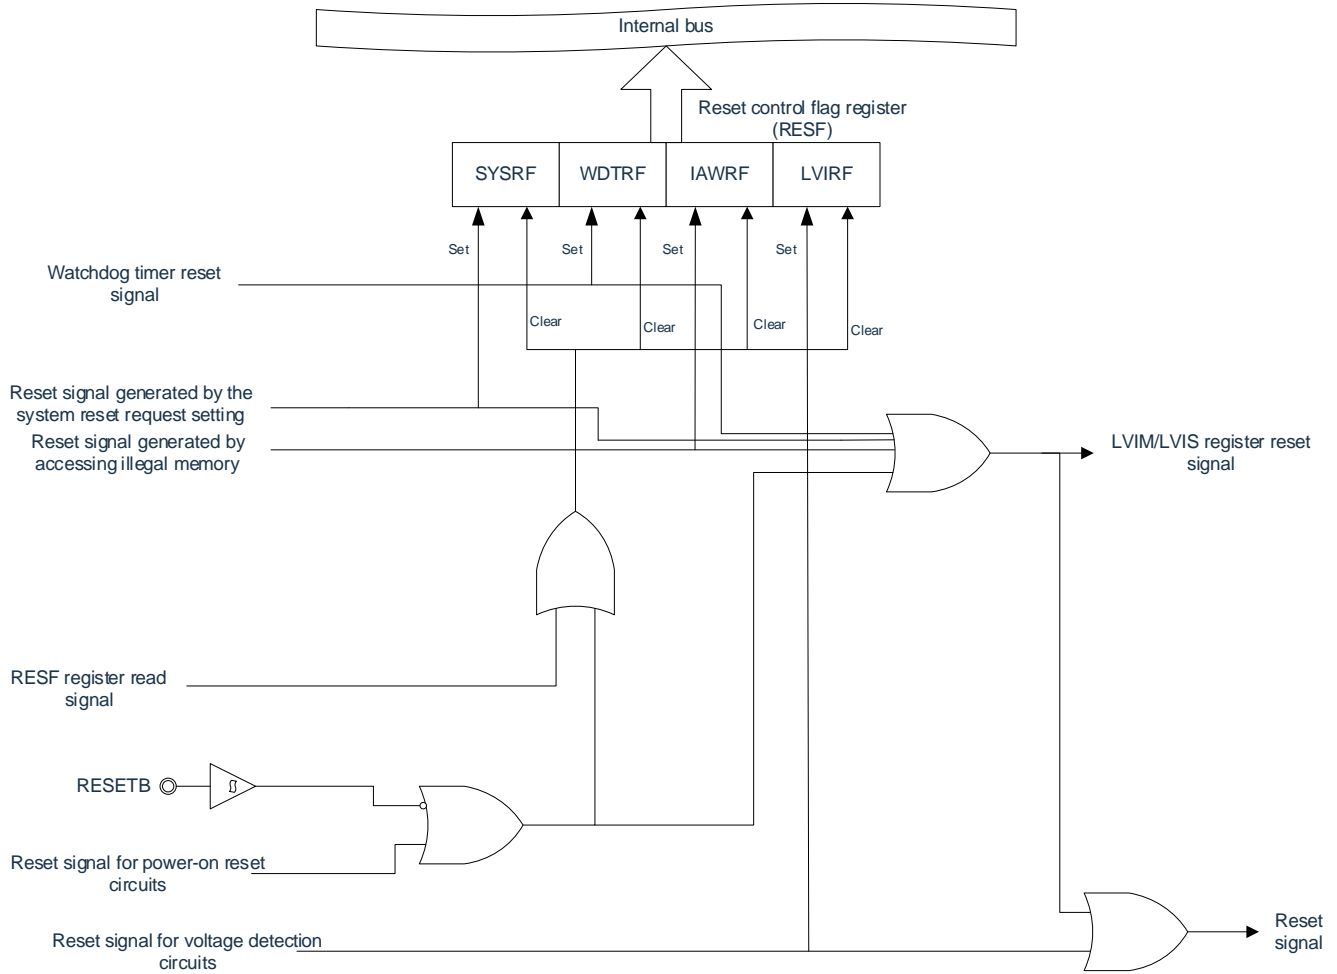 Internal bus
Reset control flag register
(RESF)
SYSRF
WDTRF
IAWRF
LVIRF
Set
Set
Set
Set
Watchdog timer reset
signal
Clear
Clear
Clear
Clear
Reset signal generated by the
system reset request setting
Reset signal generated by
accessing illegal memory
LVIM/LVIS register reset
signal
RESF register read
signal
RESETB
Reset signal for power-on reset
circuits
Reset signal for voltage detection
circuits
Reset
signal